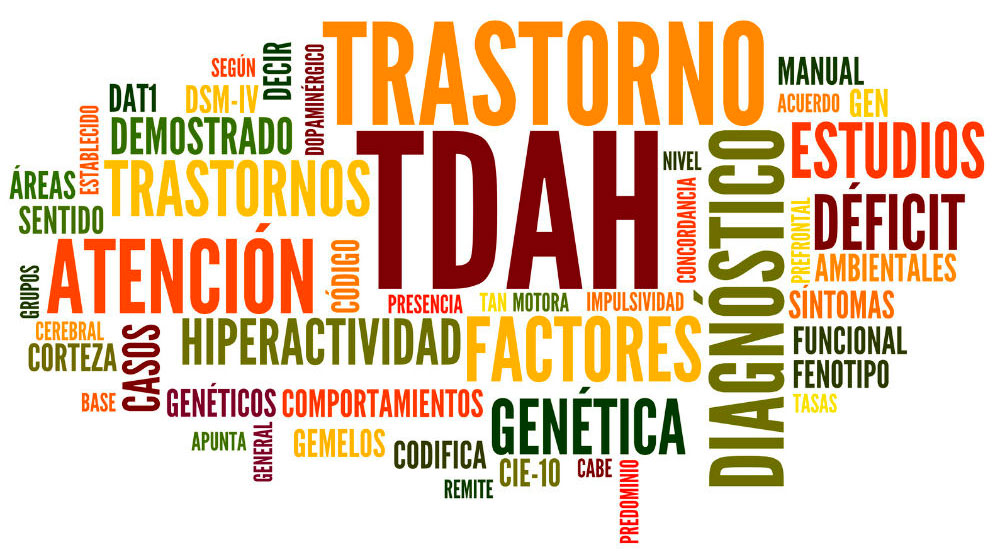 TRASTORNO
SEGÚN
DECIR
DOPAMINÉRGICO
MANUAL
DAT1
DSM-IV
ACUERDO
GEN
ESTABLECIDO
DEMOSTRADO
TDAH
NIVEL
DIAGNÓSTICO
ESTUDIOS
ÁREAS
TRASTORNOS
CONCORDANCIA
PREFRONTAL
DÉFICIT
SENTIDO
ATENCIÓN
CÓDIGO
AMBIENTALES
GRUPOS
PRESENCIA
TAN
MOTORA
IMPULSIVIDAD
SÍNTOMAS
CEREBRAL
CASOS
HIPERACTIVIDAD
FACTORES
FUNCIONAL
CORTEZA
FENOTIPO
BASE
GENÉTICOS
COMPORTAMIENTOS
GENÉTICA
TASAS
APUNTA
GENERAL
GEMELOS
CODIFICA
CIE-10
CABE
PREDOMINIO
REMITE